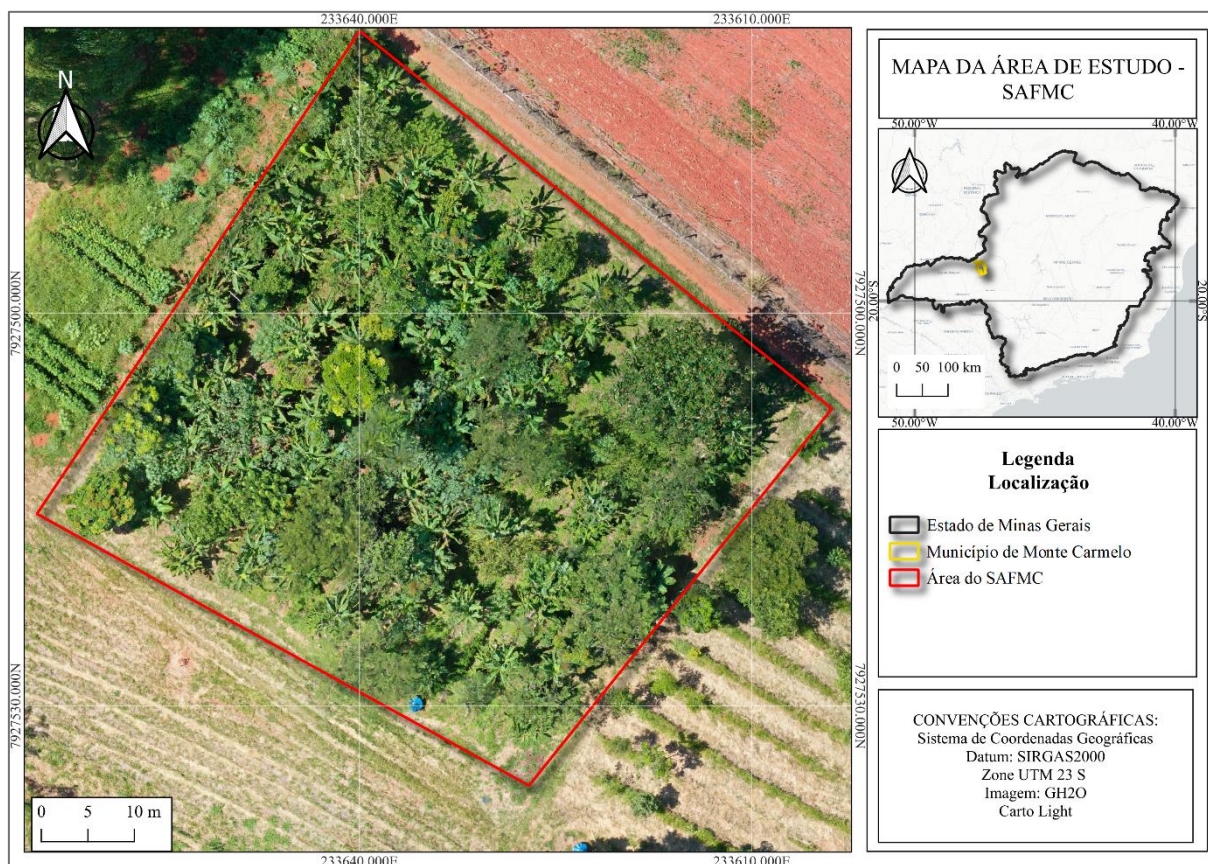 233640.000E
233610.000E
N
7927500.000N
7927500.000N
7927530.000N
7927530.000N
0 5 10 m
233640.000E
233610.000E
MAPA DA ÁREA DE ESTUDO -
SAFMC
50.00°W
40.00°W
20.00°S
20.00°S
0 50 100 km
50.00°W
40.00°W
Legenda
Localização
Estado de Minas Gerais
Município de Monte Carmelo
Área do SAFMC
CONVENÇÕES CARTOGRÁFICAS:
Sistema de Coordenadas Geográficas
Datum: SIRGAS2000
Zone UTM 23 S
Imagem: GH2O
Carto Light